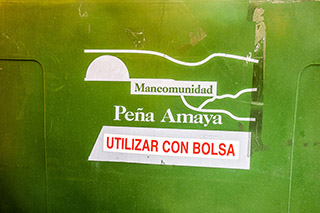 Mancomunidad
Peña Amaya
UTILIZAR CON BOLSA